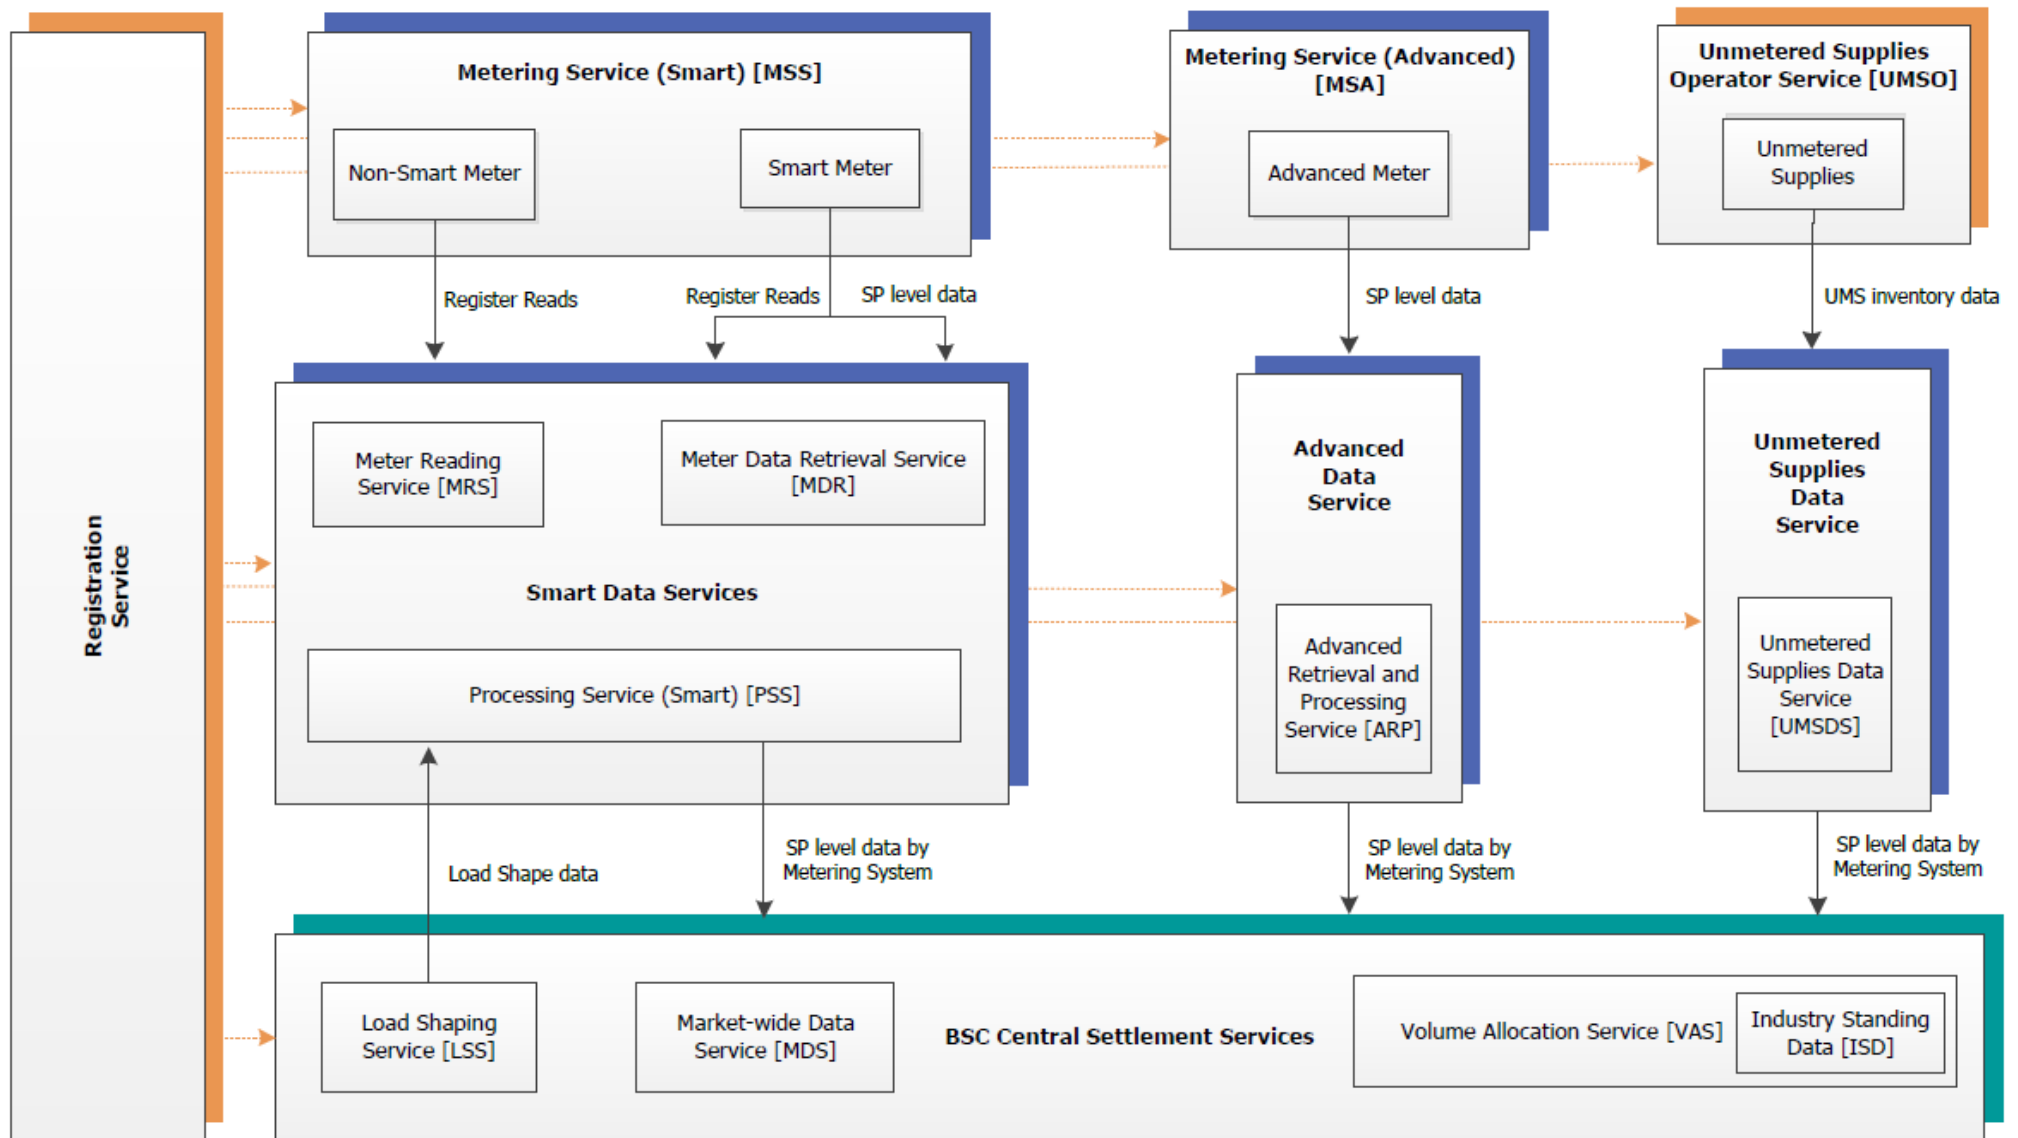 Registration
Service
Metering Service (Smart) [MSS]
Non-Smart Meter
Smart Meter
Metering Service (Advanced)
[MSA]
Advanced Meter
Unmetered Supplies
Operator Service [UMSO]
Unmetered
Supplies
Register Reads
Register Reads
SP level data
SP level data
UMS inventory data
Meter Reading
Service [MRS]
Meter Data Retrieval Service
[MDR]
Smart Data Services
Processing Service (Smart) [PSS]
Advanced
Data
Service
Advanced
Retrieval and
Processing
Service [ARP]
Unmetered
Supplies
Data
Service
Unmetered
Supplies Data
Service
[UMSDS]
Load Shape data
SP level data by
Metering System
SP level data by
Metering System
SP level data by
Metering System
Load Shaping
Service [LSS]
Market-wide Data
Service [MDS]
BSC Central Settlement Services
Volume Allocation Service [VAS]
Industry Standing
Data [ISD]